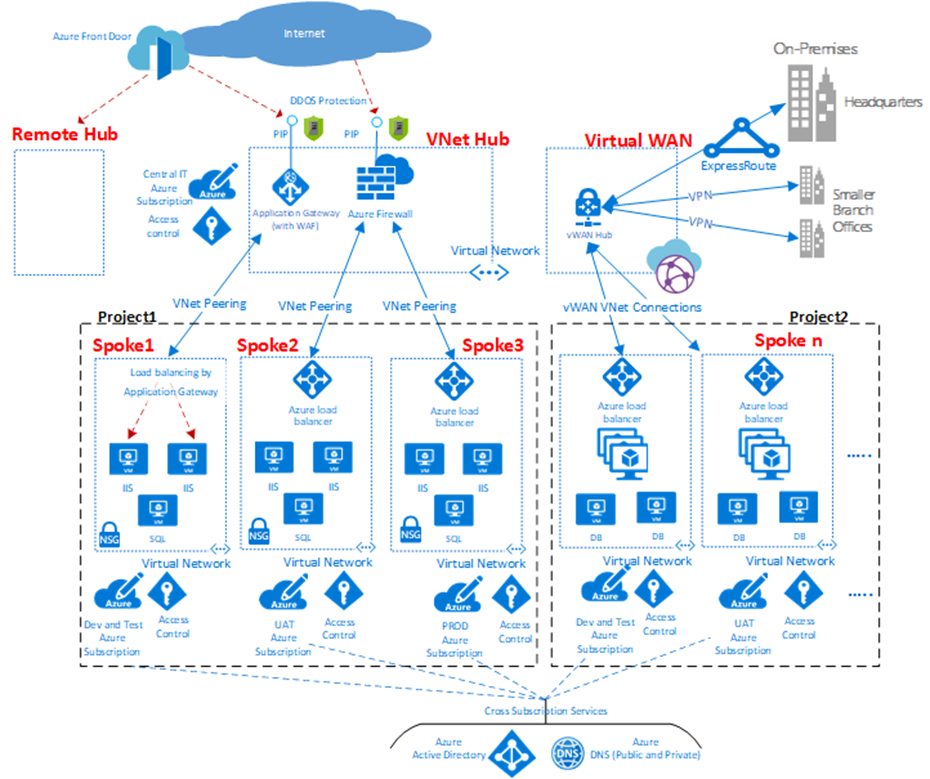 Azure Front Door
Internet
On-Premises
Headquarters
DDOS Protection
PIP
PIP
Remote Hub
VNet Hub
Virtual WAN
ExpressRoute
Central IT
Azure
Subscription
Azure
Access
control
Application Gateway
(with WAF)
Azure Firewall
Virtual Network
vWAN Hub
VPN
VPN
Smaller
Branch
Offices
VNet Peering
VNet Peering
VNet Peering
vWAN VNet Connections
Project1
Project2
Spoke1
Spoke2
Spoke3
Spoke n
Load balancing by
Application Gateway
Azure load
balancer
Azure load
balancer
Azure load
balancer
Azure load
balancer
VM
VM
VM
VM
VM
VM
IIS
IIS
IIS
IIS
IIS
IIS
.....
VM
VM
VM
VM
VM
VM
VM
NSG
SQL
NSG
SQL
NSG
SQL
DB
DB
DB
DB
Virtual Network
Virtual Network
Virtual Network
Virtual Network
Virtual Network
Azure
Dev and Test
Azure
Subscription
Access
Control
Azure
UAT
Azure
Subscription
Access
Control
Azure
PROD
Azure
Subscription
Access
Control
Azure
Dev and Test
Azure
Subscription
Access
Control
Azure
UAT
Azure
Subscription
Access
Control
.....
Cross Subscription Services
Azure
Active Directory
DNS
Azure
DNS (Public and Private)